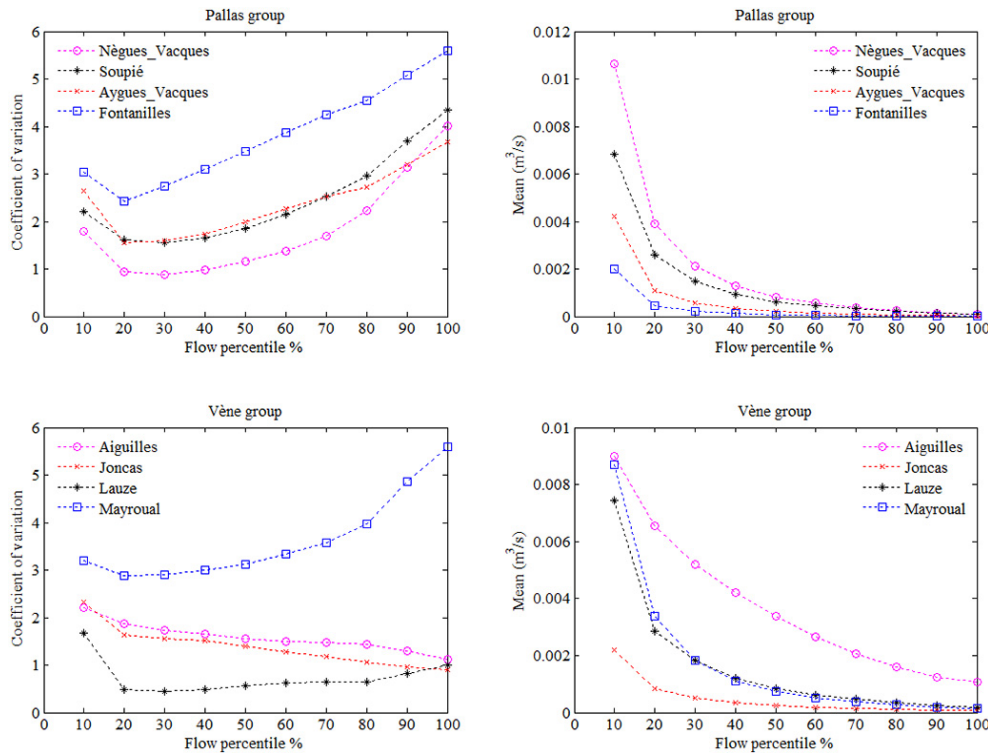 Pallas group
6
5
4
3
2
1
0
Coefficient of variation
Nègues_Vacques
Soupié
Aygues_Vacques
Fontanilles
0 10 20 30 40 50 60 70 80 90 100
Flow percentile %
Pallas group
0.012
0.01
0.008
0.006
0.004
0.002
0
Mean (m³/s)
Nègues_Vacques
Soupié
Aygues_Vacques
Fontanilles
0 10 20 30 40 50 60 70 80 90 100
Flow percentile %
Vène group
6
5
4
3
2
1
0
Coefficient of variation
Aiguilles
Joncas
Lauze
Mayroual
0 10 20 30 40 50 60 70 80 90 100
Flow percentile %
Vène group
0.01
0.008
0.006
0.004
0.002
0
Mean (m³/s)
Aiguilles
Joncas
Lauze
Mayroual
0 10 20 30 40 50 60 70 80 90 100
Flow percentile %